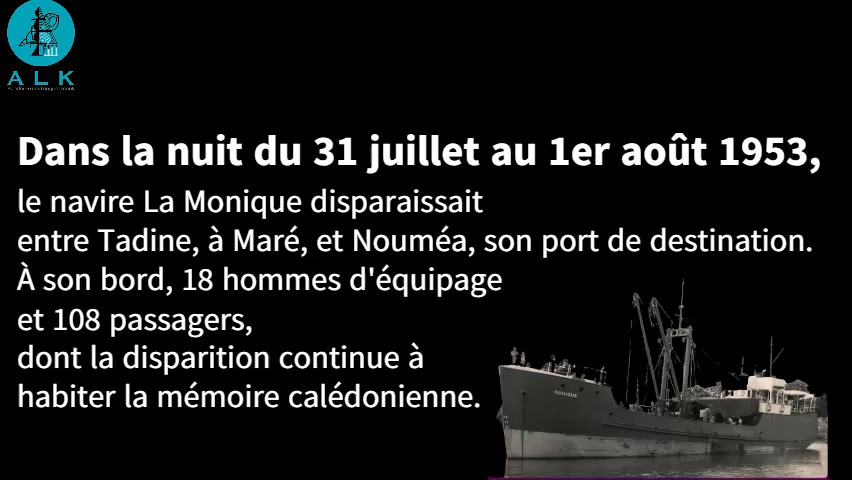 ALK
Dans la nuit du 31 juillet au 1er août 1953,
le navire La Monique disparaissait
entre Tadine, à Maré, et Nouméa, son port de destination.
À son bord, 18 hommes d'équipage
et 108 passagers,
dont la disparition continue à
habiter la mémoire calédonienne.
MONIQUE